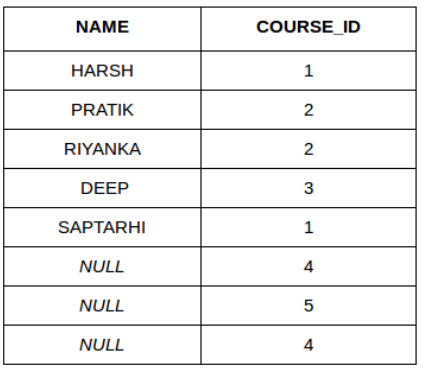 NAME COURSE_ID
HARSH 1
PRATIK 2
RIYANKA 2
DEEP 3
SAPTARHI 1
NULL 4
NULL 5
NULL 4